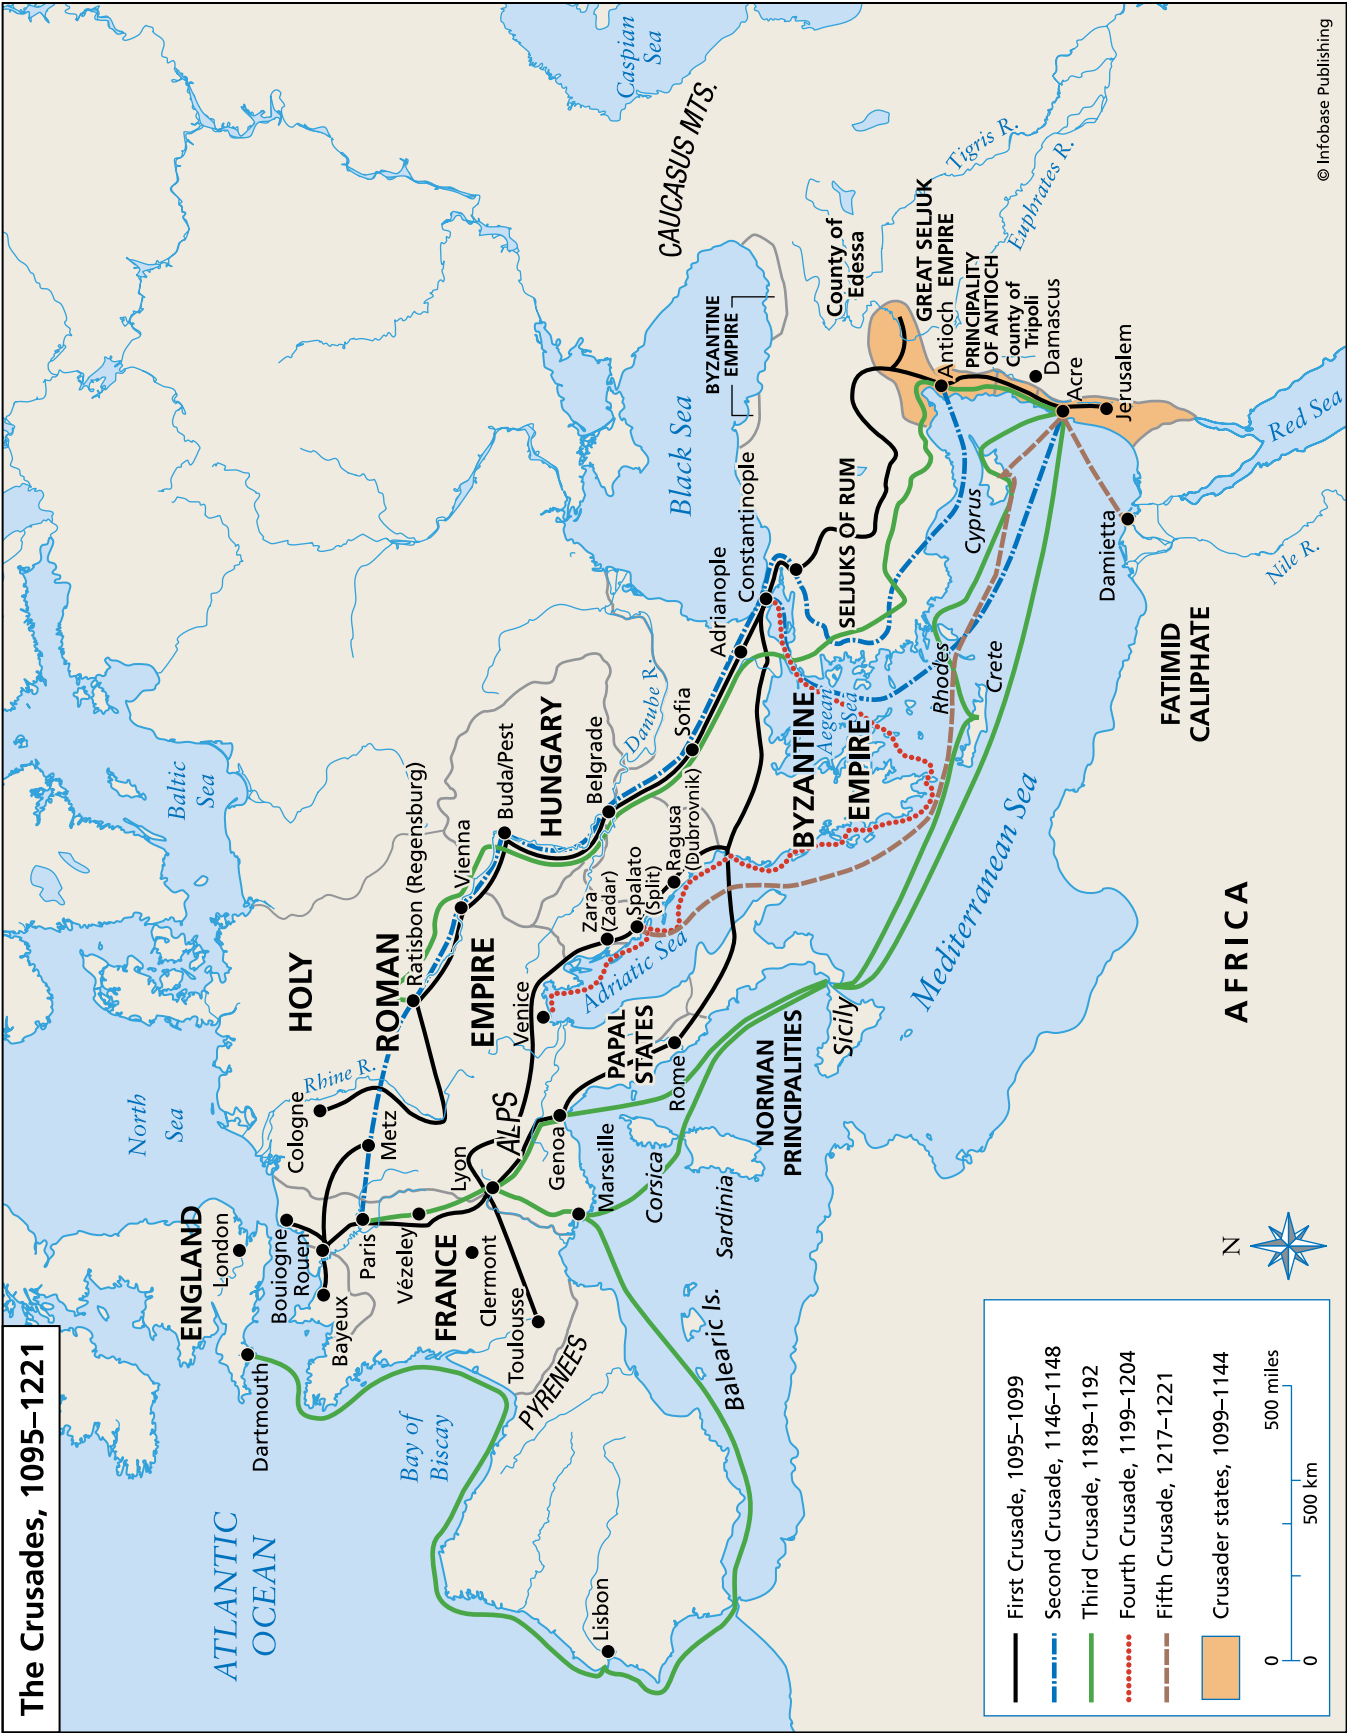 The Crusades, 1095–1221
ATLANTIC
OCEAN
North
Sea
Baltic
Sea
ENGLAND
London
Dartmouth
Bay of
Biscay
Bouiogne
Rouen
Bayeux
Paris
Vézeley
FRANCE
Clermont
Toulousse
PYRENEES
Lisbon
Cologne
Rhine R.
Metz
Lyon
ALPS
Genoa
Marseille
Corsica
Sardinia
Balearic Is.
HOLY
ROMAN
EMPIRE
Ratisbon (Regensburg)
Vienna
Buda/Pest
HUNGARY
Belgrade
Danube R.
Sofia
Venice
Zara
(Zadar)
Spalato
(Split)
Ragusa
(Dubrovnik)
Adriatic Sea
PAPAL
STATES
Rome
NORMAN
PRINCIPALITIES
Sicily
Mediterranean Sea
BYZANTINE
EMPIRE
Aegean
Sea
Adrianople
Constantinople
Black Sea
BYZANTINE
EMPIRE
CAUCASUS MTS.
Caspian
Sea
SELJUKS OF RUM
Rhodes
Crete
Cyprus
County of
Edessa
GREAT SELJUK
EMPIRE
Antioch
PRINCIPALITY
OF ANTIOCH
County of
Tripoli
Damascus
Acre
Jerusalem
Tigris R.
Euphrates R.
Red Sea
Nile R.
Damietta
FATIMID
CALIPHATE
AFRICA
N
First Crusade, 1095–1099
Second Crusade, 1146–1148
Third Crusade, 1189–1192
Fourth Crusade, 1199–1204
Fifth Crusade, 1217–1221
Crusader states, 1099–1144
0 500 miles
0 500 km
© Infobase Publishing